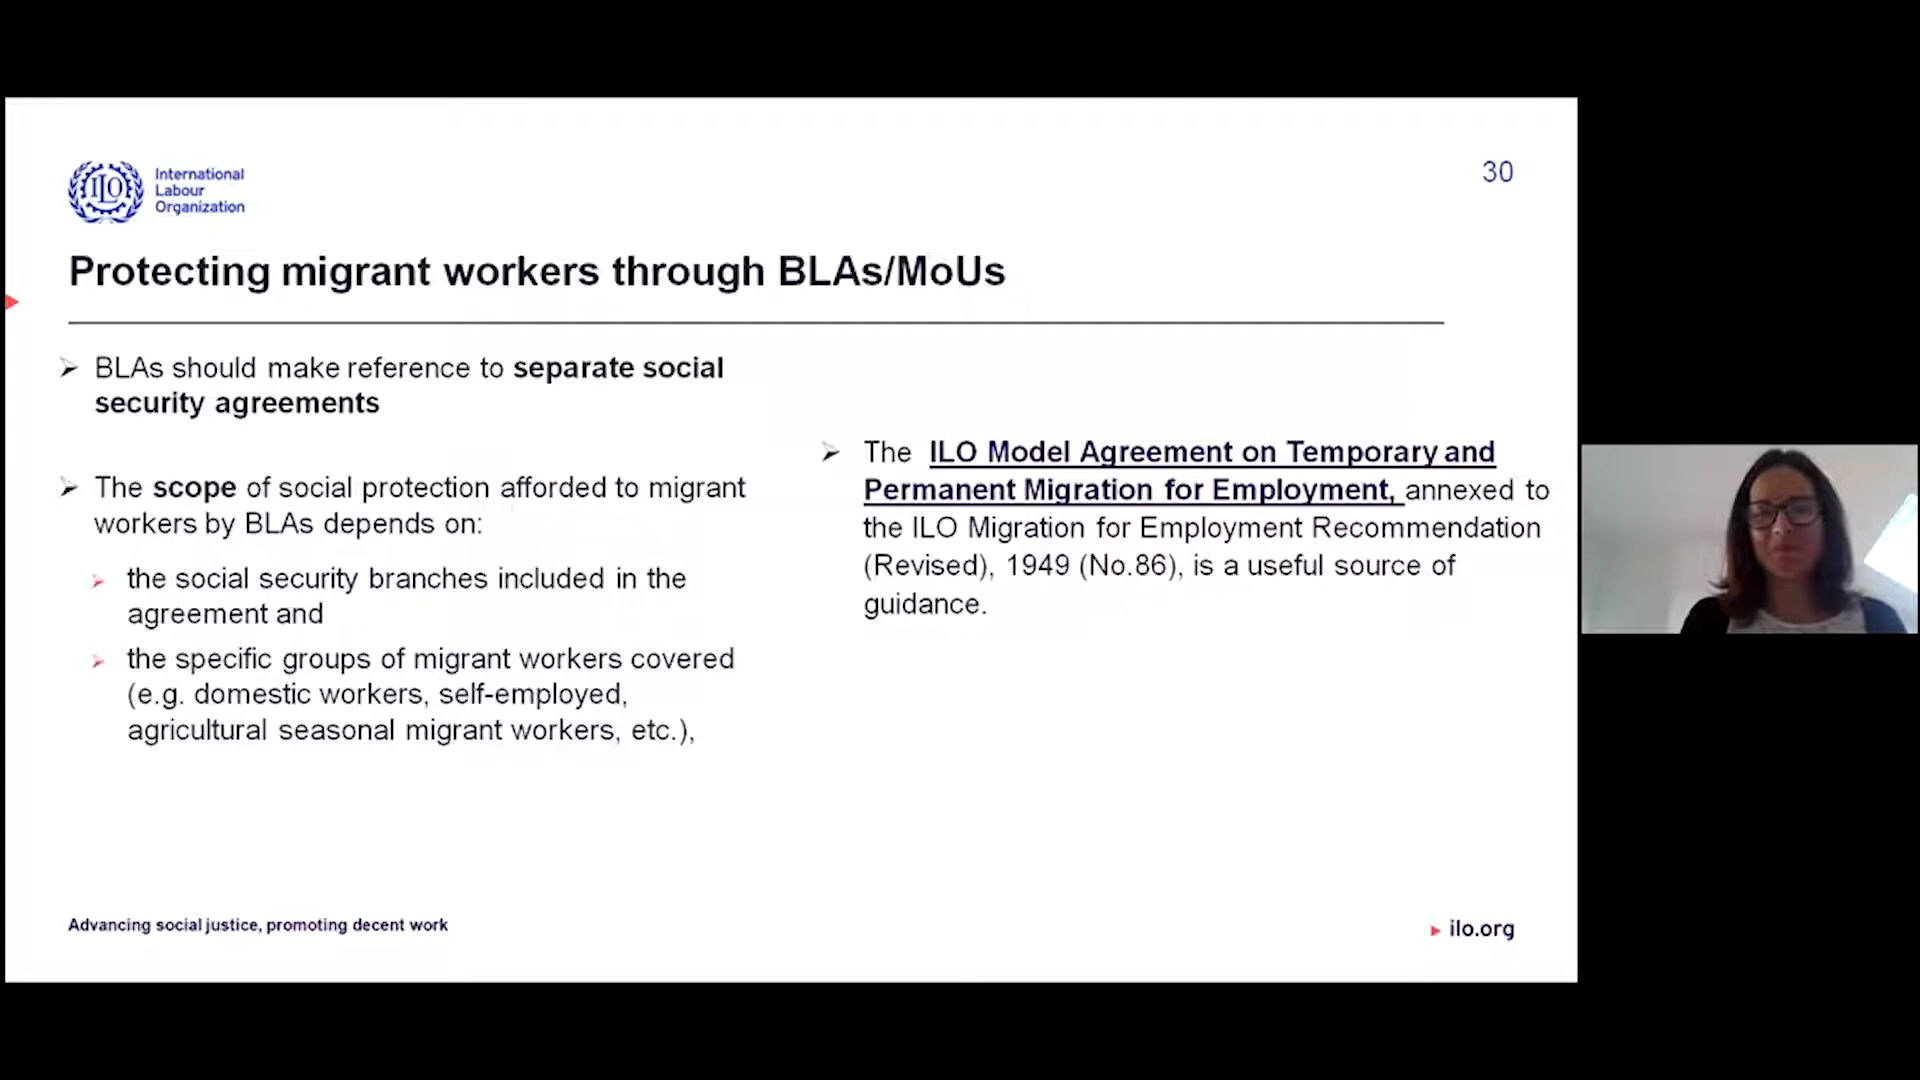 ILO
International
Labour
Organization
30
Protecting migrant workers through BLAs/MoUs
BLAs should make reference to separate social
security agreements
The scope of social protection afforded to migrant
workers by BLAs depends on:
the social security branches included in the
agreement and
the specific groups of migrant workers covered
(e.g. domestic workers, self-employed,
agricultural seasonal migrant workers, etc.),
The ILO Model Agreement on Temporary and
Permanent Migration for Employment, annexed to
the ILO Migration for Employment Recommendation
(Revised), 1949 (No.86), is a useful source of
guidance.
Advancing social justice, promoting decent work
ilo.org